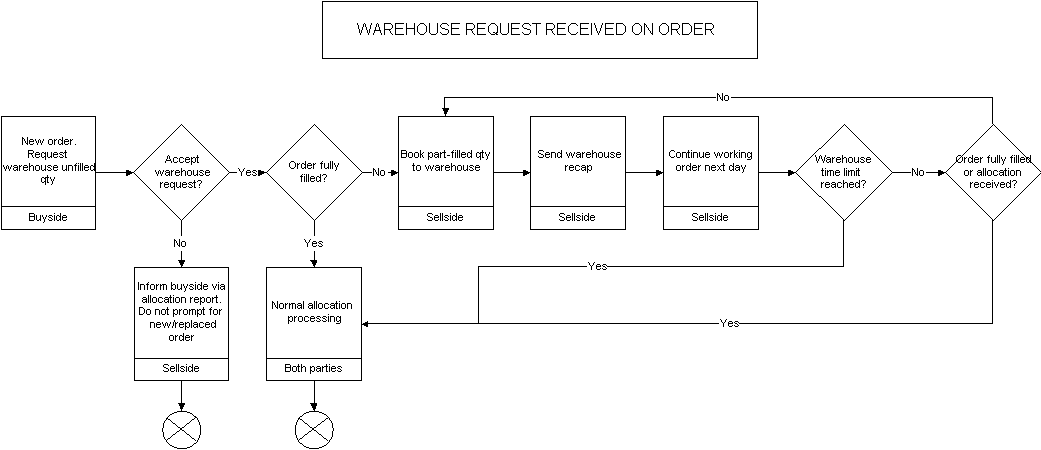 WAREHOUSE REQUEST RECEIVED ON ORDER
No
New order.
Request
warehouse unfilled
qty
Buyside
Accept
warehouse
request?
Yes
Order fully
filled?
No
Book part-filled qty
to warehouse
Sellside
Send warehouse
recap
Sellside
Continue working
order next day
Sellside
Warehouse
time limit
reached?
No
Order fully filled
or allocation
received?
No
Yes
Yes
Inform buyside via
allocation report.
Do not prompt for
new/replaced
order
Sellside
Normal allocation
processing
Both parties
Yes